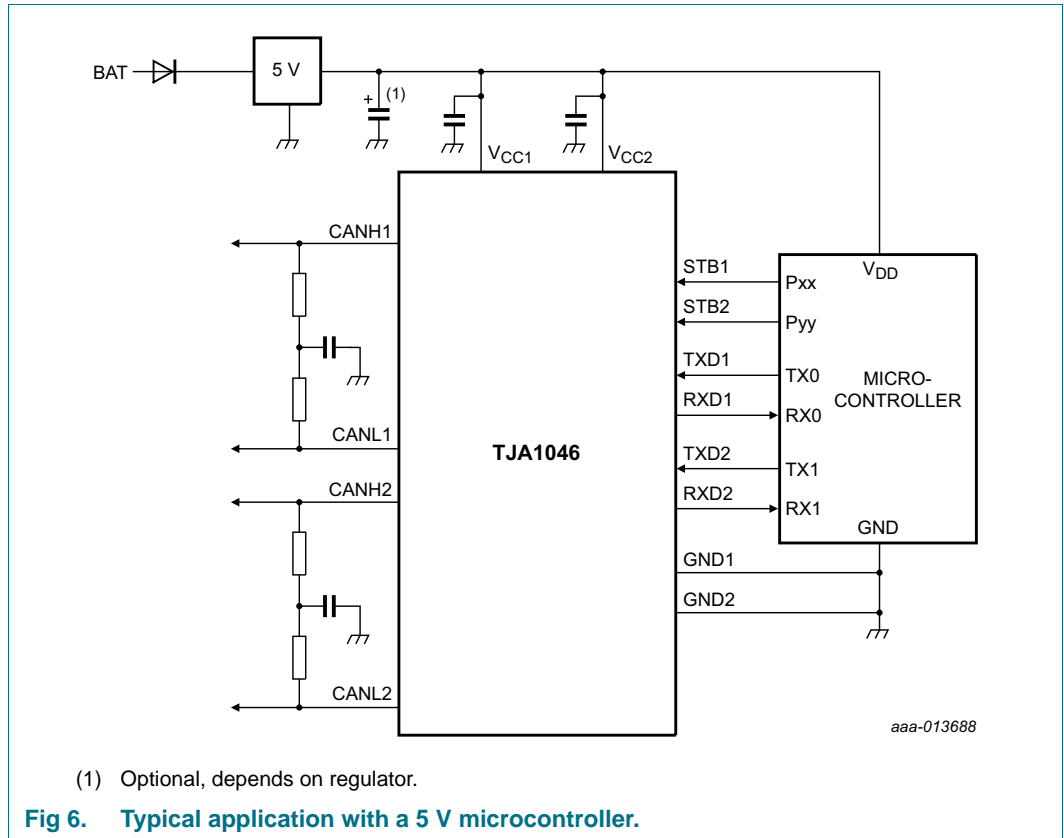 BAT
5 V
+
(1)
VCC1
VCC2
CANH1
CANL1
CANH2
CANL2
TJA1046
STB1
STB2
TXD1
RXD1
TXD2
RXD2
GND1
GND2
VDD
Pxx
Pyy
TX0
MICRO-
CONTROLLER
RX0
TX1
RX1
GND
aaa-013688
(1) Optional, depends on regulator.
Fig 6. Typical application with a 5 V microcontroller.